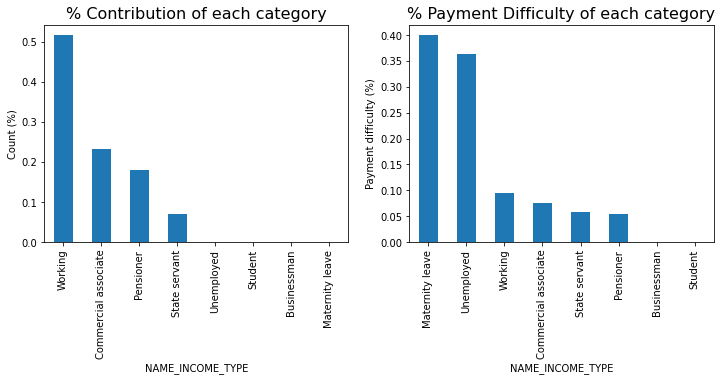 % Contribution of each category
Count (%)
0.5
0.4
0.3
0.2
0.1
0.0
Working
Commercial associate
Pensioner
State servant
Unemployed
Student
Businessman
Maternity leave
NAME_INCOME_TYPE
% Payment Difficulty of each category
Payment difficulty (%)
0.40
0.35
0.30
0.25
0.20
0.15
0.10
0.05
0.00
Maternity leave
Unemployed
Working
Commercial associate
State servant
Pensioner
Businessman
Student
NAME_INCOME_TYPE